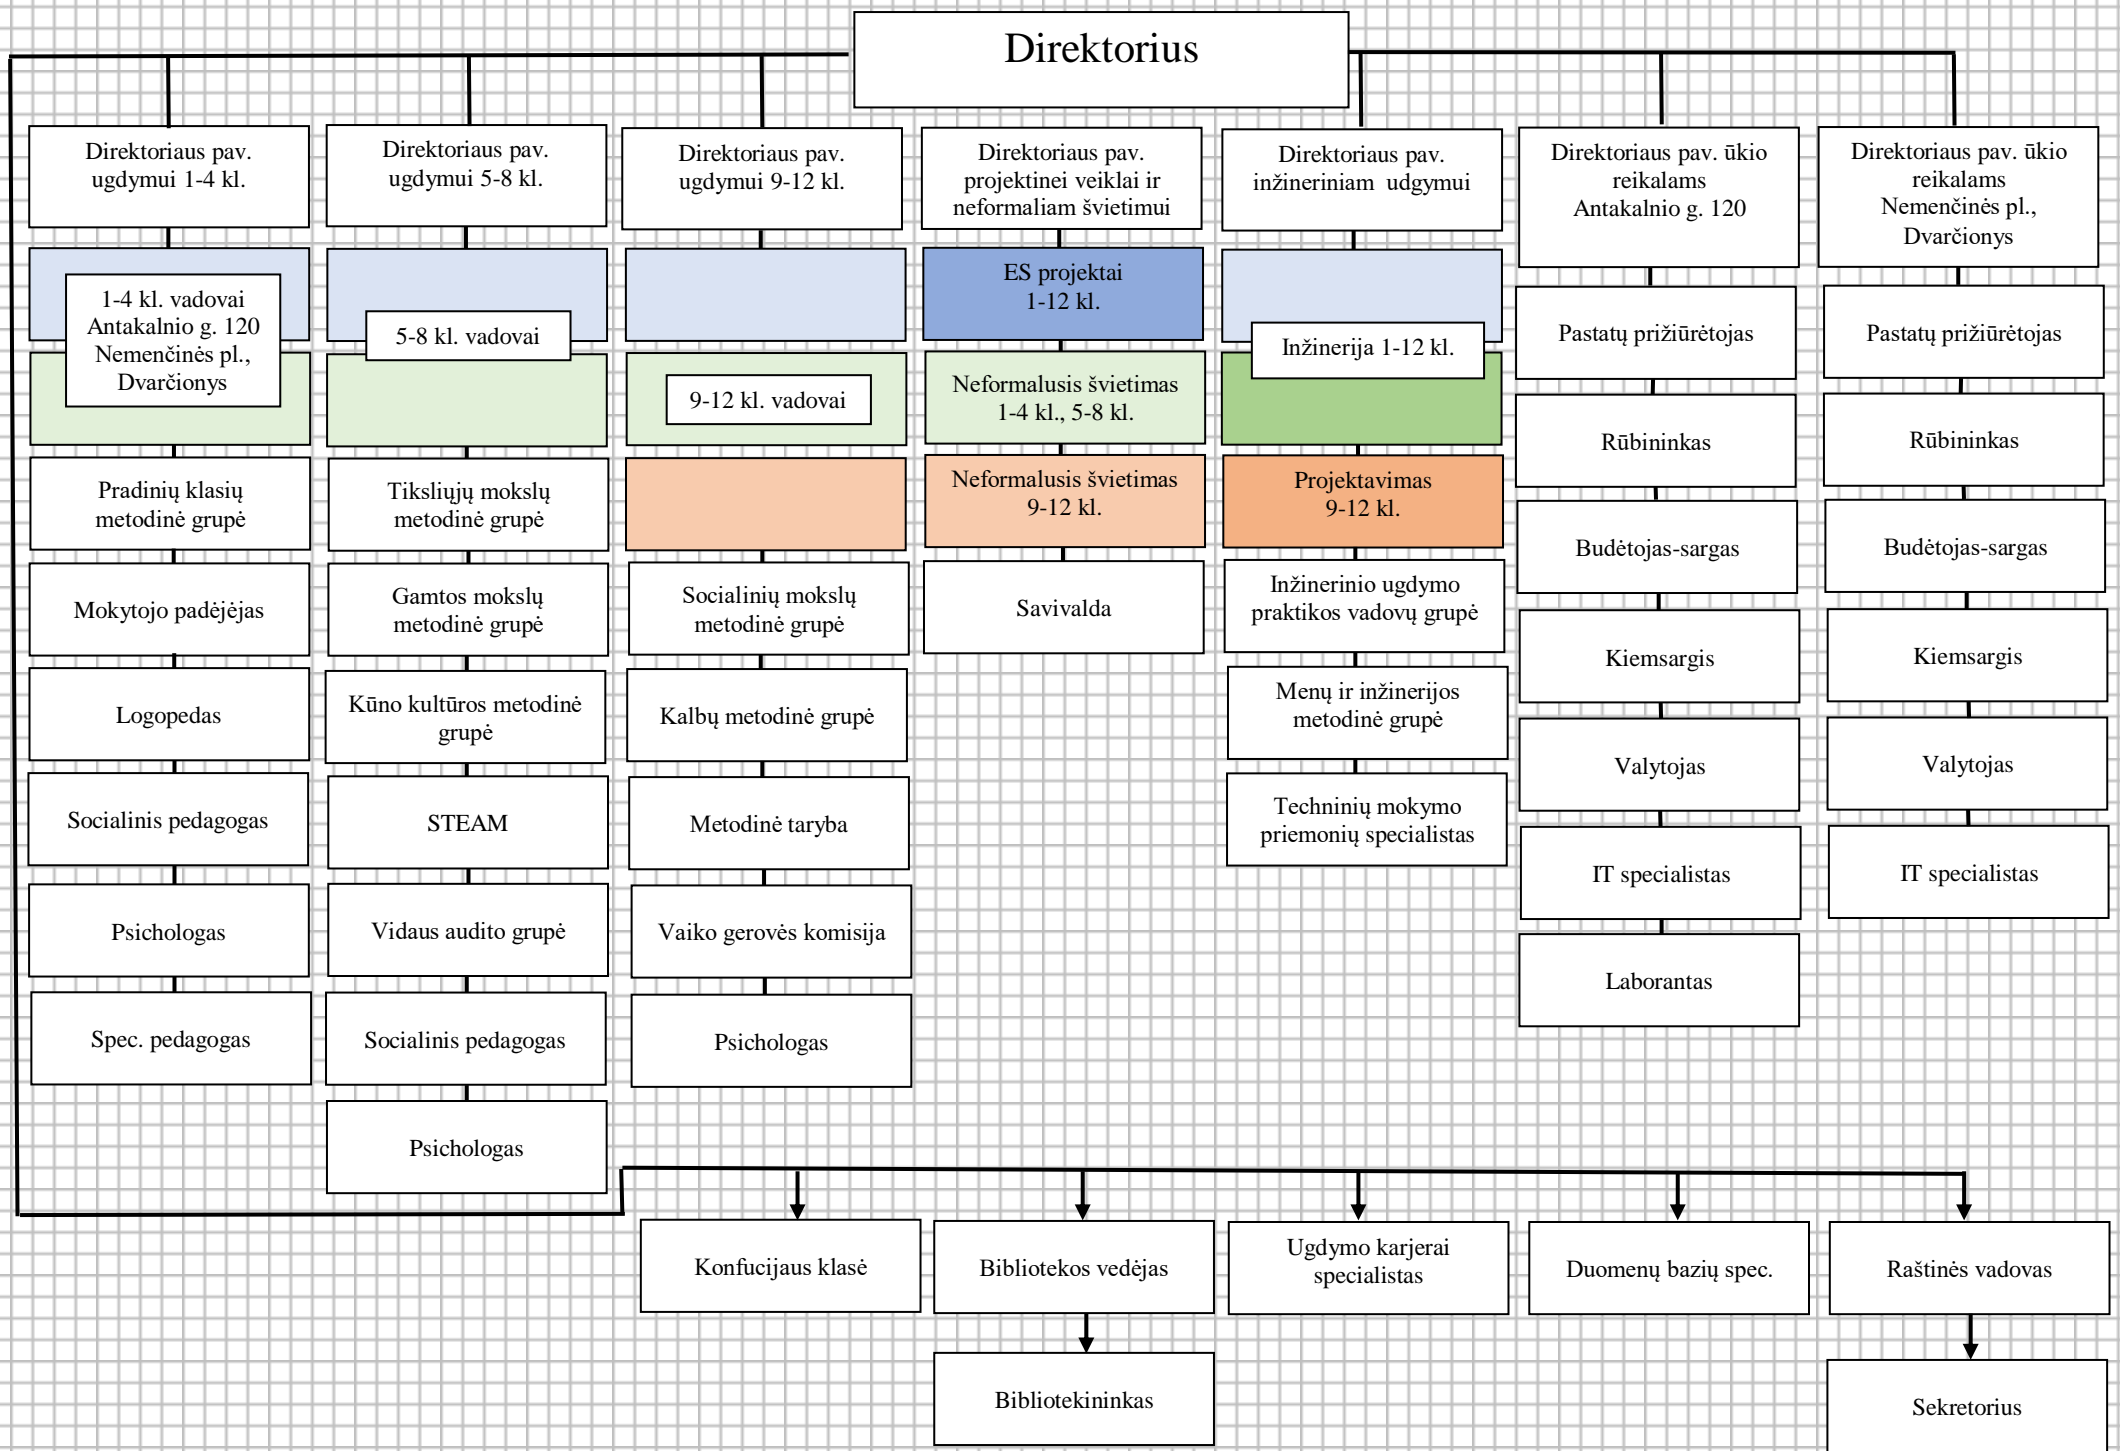 Direktorius
Direktoriaus pav.
ugdymui 1-4 kl.
1-4 kl. vadovai
Antakalnio g. 120
Nemenčinės pl.,
Dvarčionys
Pradinių klasių
metodinė grupė
Mokytojo padėjėjas
Logopedas
Socialinis pedagogas
Psichologas
Spec. pedagogas
Direktoriaus pav.
ugdymui 5-8 kl.
5-8 kl. vadovai
Tiksliųjų mokslų
metodinė grupė
Gamtos mokslų
metodinė grupė
Kūno kultūros metodinė
grupė
STEAM
Vidaus audito grupė
Socialinis pedagogas
Psichologas
Direktoriaus pav.
ugdymui 9-12 kl.
9-12 kl. vadovai
Socialinių mokslų
metodinė grupė
Kalbų metodinė grupė
Metodinė taryba
Vaiko gerovės komisija
Psichologas
Direktoriaus pav.
projektinei veiklai ir
neformaliam švietimui
ES projektai
1-12 kl.
Neformalusis švietimas
1-4 kl., 5-8 kl.
Neformalusis švietimas
9-12 kl.
Savivalda
Direktoriaus pav.
inžineriniam udgymui
Inžinerija 1-12 kl.
Projektavimas
9-12 kl.
Inžinerinio ugdymo
praktikos vadovų grupė
Menų ir inžinerijos
metodinė grupė
Techninių mokymo
priemonių specialistas
Direktoriaus pav. ūkio
reikalams
Antakalnio g. 120
Pastatų prižiūrėtojas
Rūbininkas
Budėtojas-sargas
Kiemsargis
Valytojas
IT specialistas
Laborantas
Direktoriaus pav. ūkio
reikalams
Nemenčinės pl.,
Dvarčionys
Pastatų prižiūrėtojas
Rūbininkas
Budėtojas-sargas
Kiemsargis
Valytojas
IT specialistas
Konfucijaus klasė
Bibliotekos vedėjas
Ugdymo karjerai
specialistas
Duomenų bazių spec.
Raštinės vadovas
Bibliotekininkas
Sekretorius